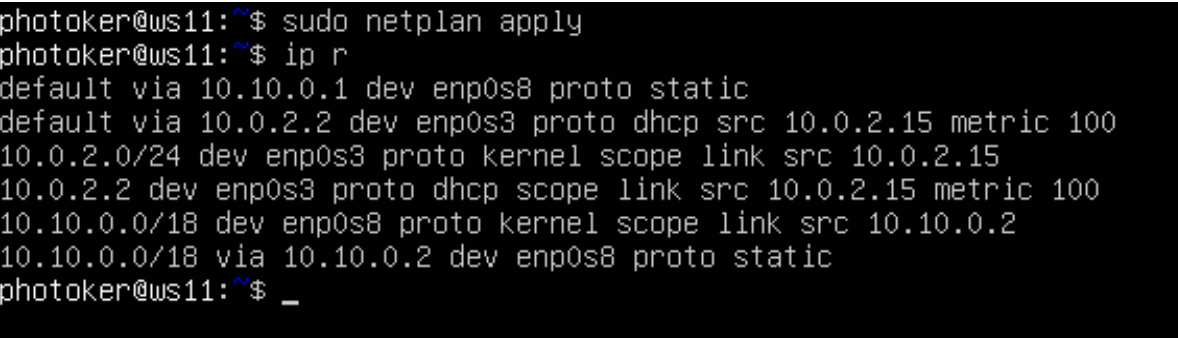 photoker@ws11:~$ sudo netplan apply
photoker@ws11:~$ ip r
default via 10.10.0.1 dev enp0s8 proto static
default via 10.0.2.2 dev enp0s3 proto dhcp src 10.0.2.15 metric 100
10.0.2.0/24 dev enp0s3 proto kernel scope link src 10.0.2.15
10.0.2.2 dev enp0s3 proto dhcp scope link src 10.0.2.15 metric 100
10.10.0.0/18 dev enp0s8 proto kernel scope link src 10.10.0.2
10.10.0.0/18 via 10.10.0.2 dev enp0s8 proto static
photoker@ws11:~$ _